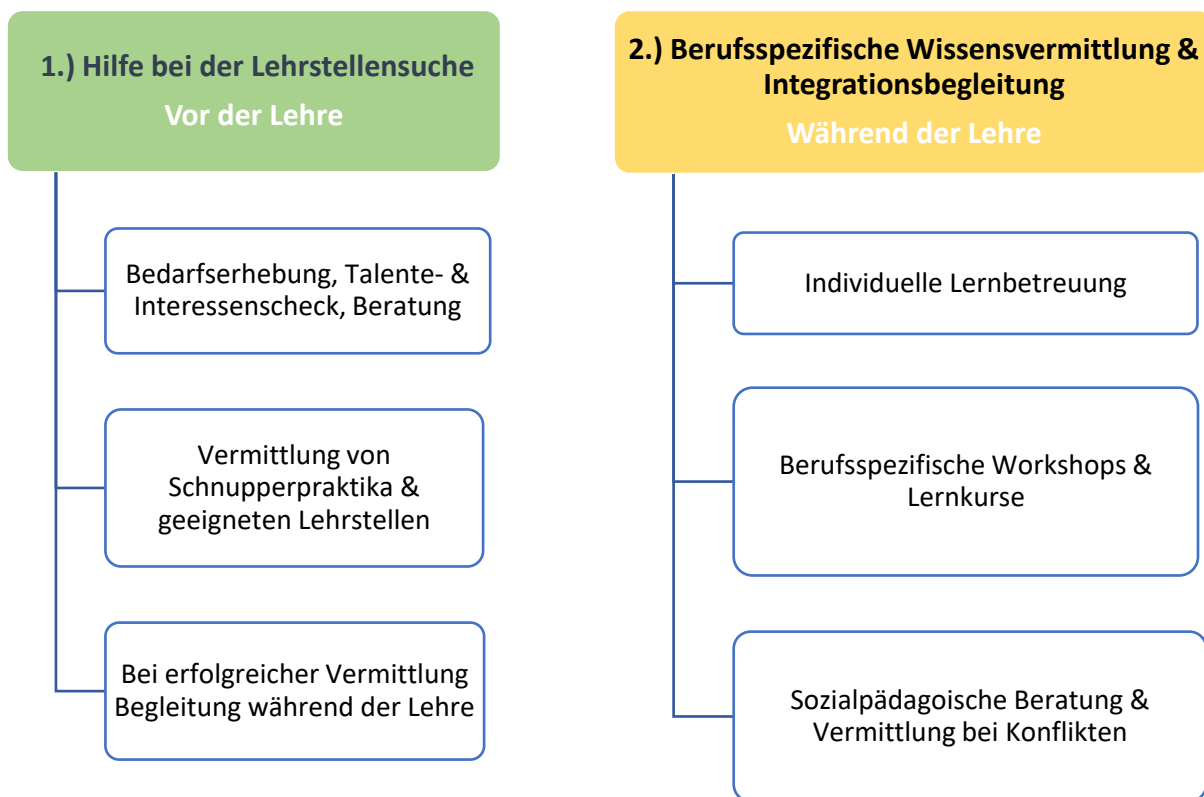 1.) Hilfe bei der Lehrstellensuche
Vor der Lehre
Bedarfserhebung, Talente- &
Interessenscheck, Beratung
Vermittlung von
Schnupperpraktika &
geeigneten Lehrstellen
Bei erfolgreicher Vermittlung
Begleitung während der Lehre
2.) Berufsspezifische Wissensvermittlung &
Integrationsbegleitung
Während der Lehre
Individuelle Lernbetreuung
Berufsspezifische Workshops &
Lernkurse
Sozialpädagoische Beratung &
Vermittlung bei Konflikten